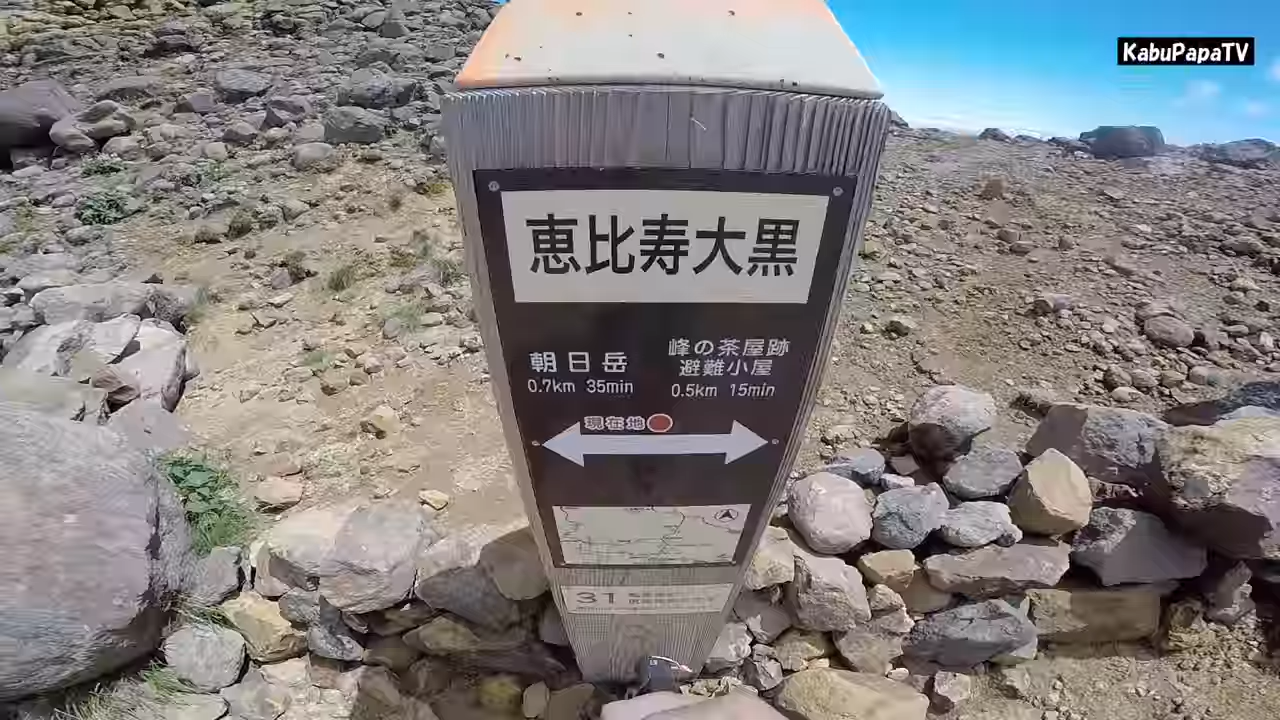 KabuPapaTV
恵比寿大黒
朝日岳
0.7km 35min
峰の茶屋跡
避難小屋
0.5km 15min
現在地
31